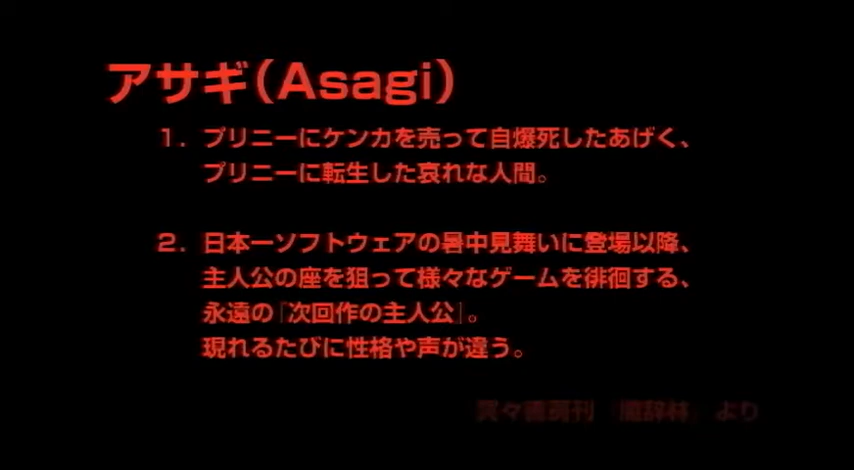 アサギ(Asagi)
1. プリニーにケンカを売って自爆死したあげく、
プリニーに転生した哀れな人間。
2. 日本一ソフトウェアの暑中見舞いに登場以降、
主人公の座を狙って様々なゲームを徘徊する、
永遠の『次回作の主人公』。
現れるたびに性格や声が違う。
より